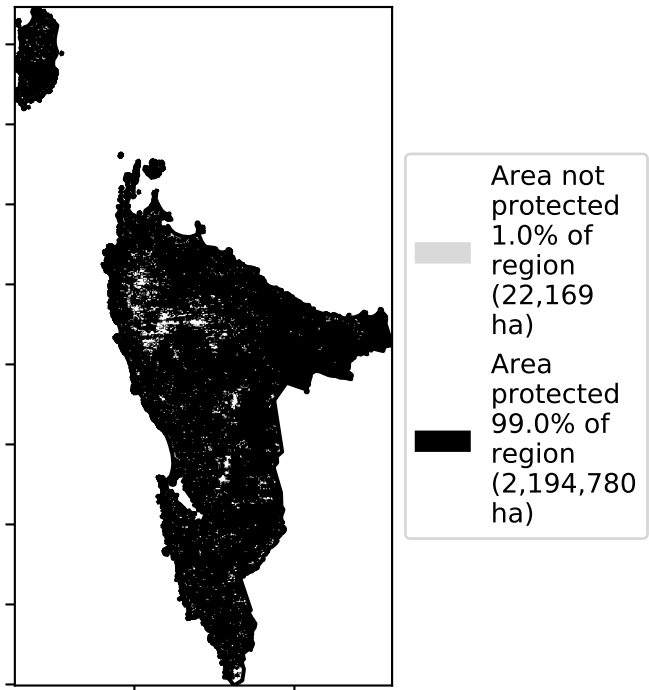 Area not
protected
1.0% of
region
(22,169
ha)
Area
protected
99.0% of
region
(2,194,780
ha)